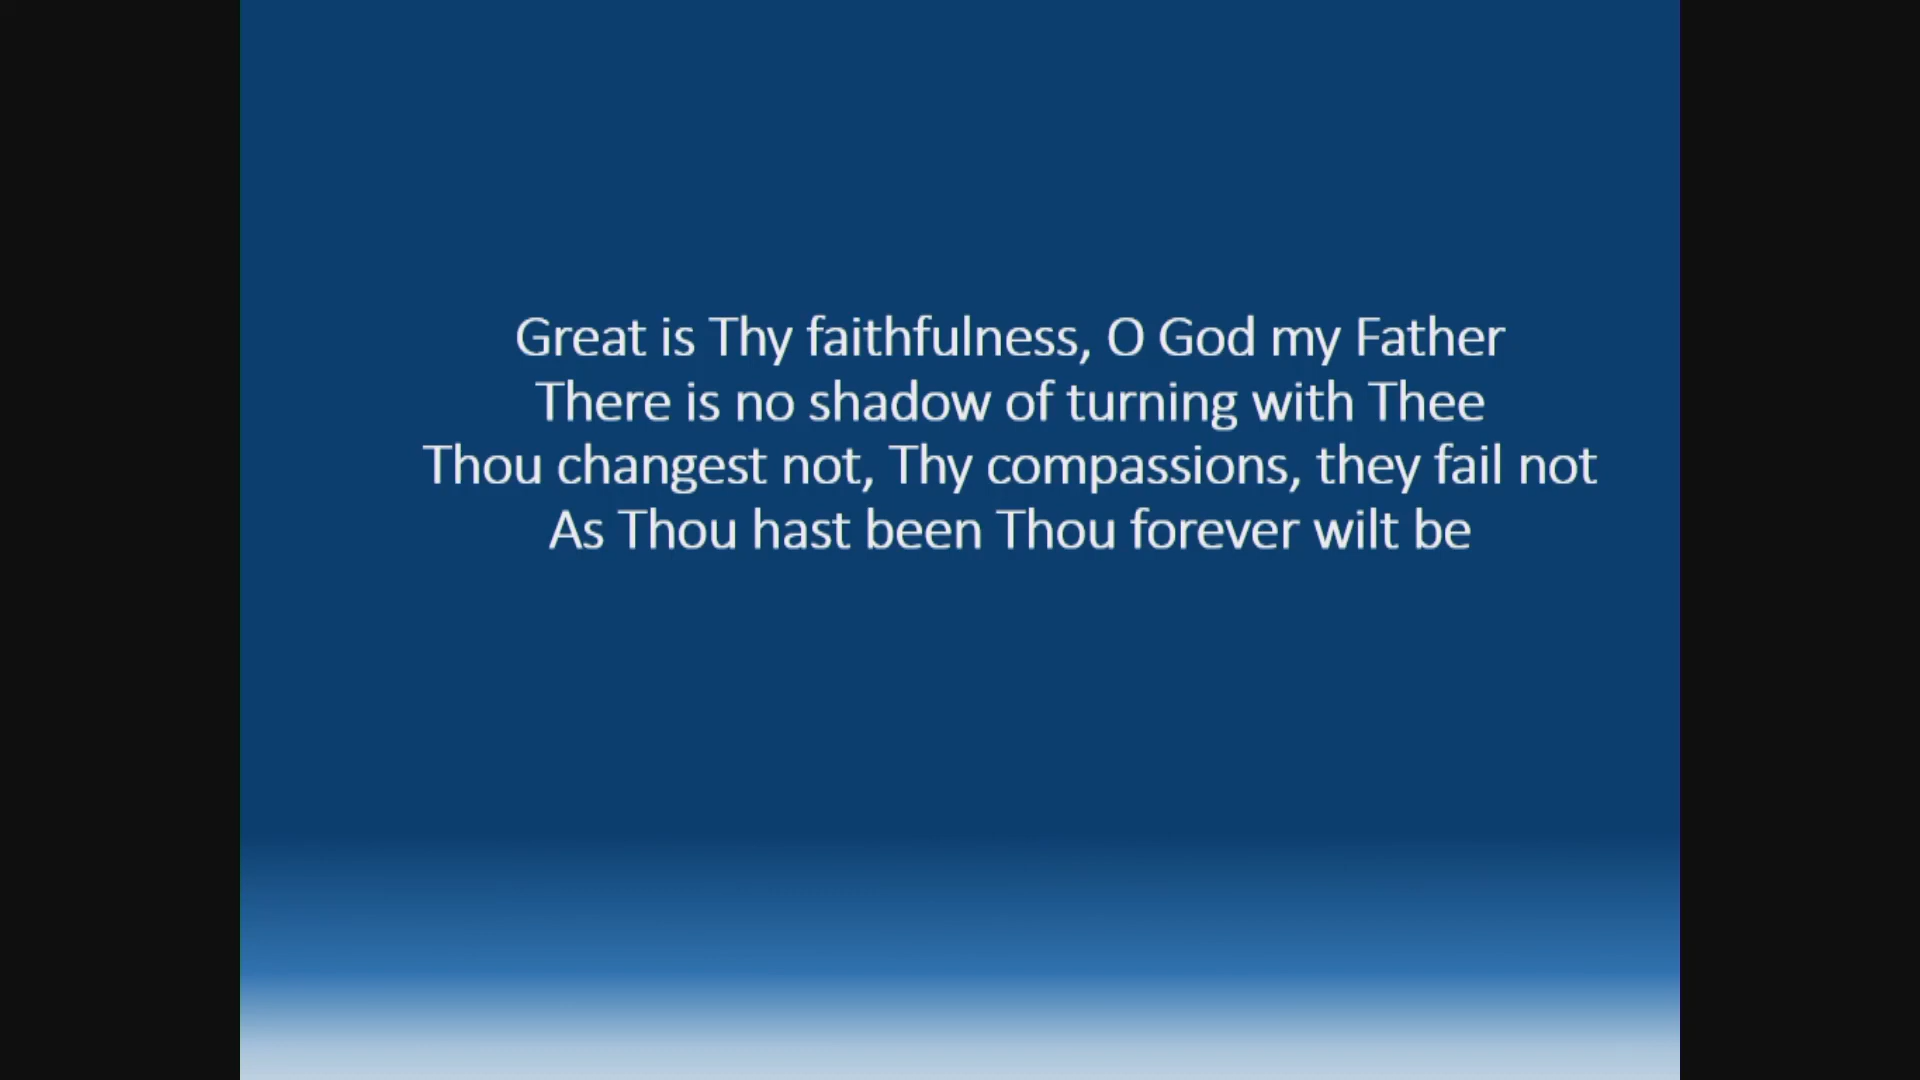 Great is Thy faithfulness, O God my Father
There is no shadow of turning with Thee
Thou changest not, Thy compassions, they fail not
As Thou hast been Thou forever wilt be